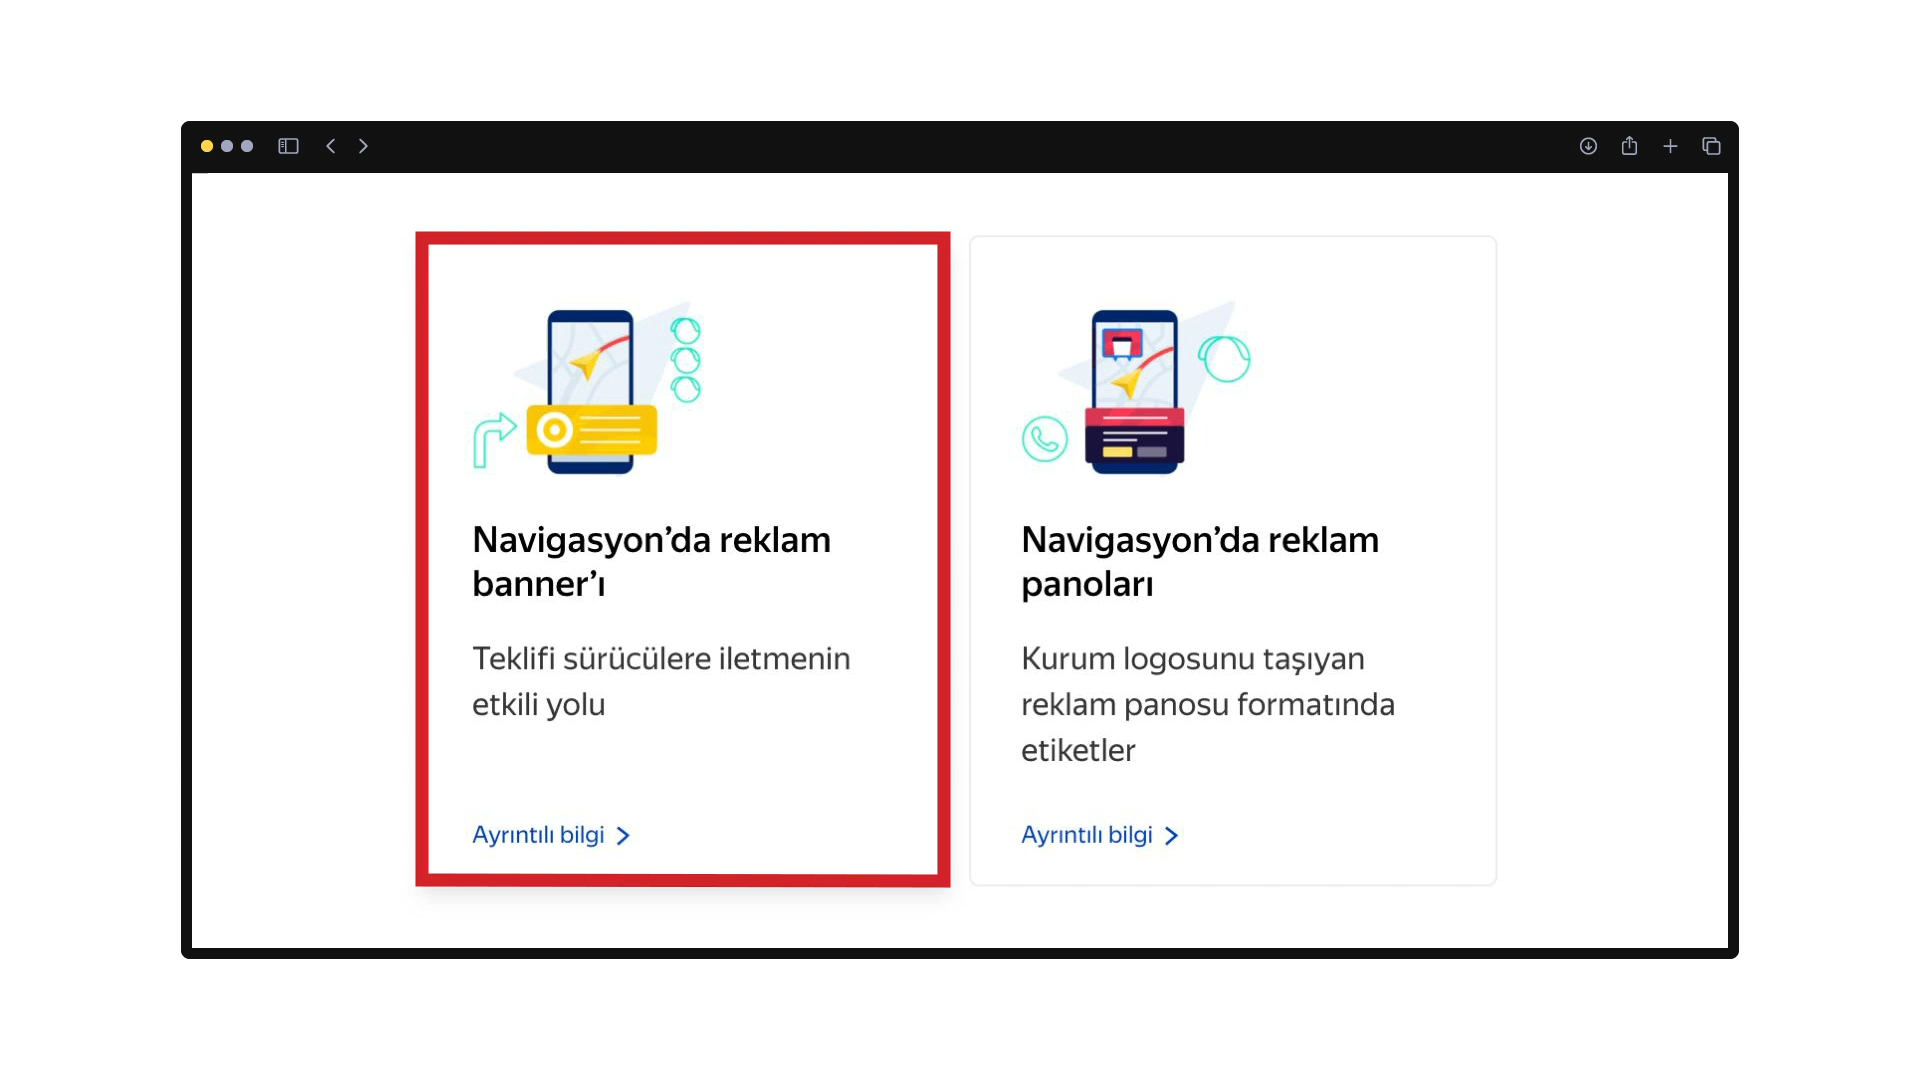 Navigasyon’da reklam
banner’ı
Teklifi sürücülere iletmenin
etkili yolu
Ayrıntılı bilgi
Navigasyon’da reklam
panoları
Kurum logosunu taşıyan
reklam panosu formatında
etiketler
Ayrıntılı bilgi